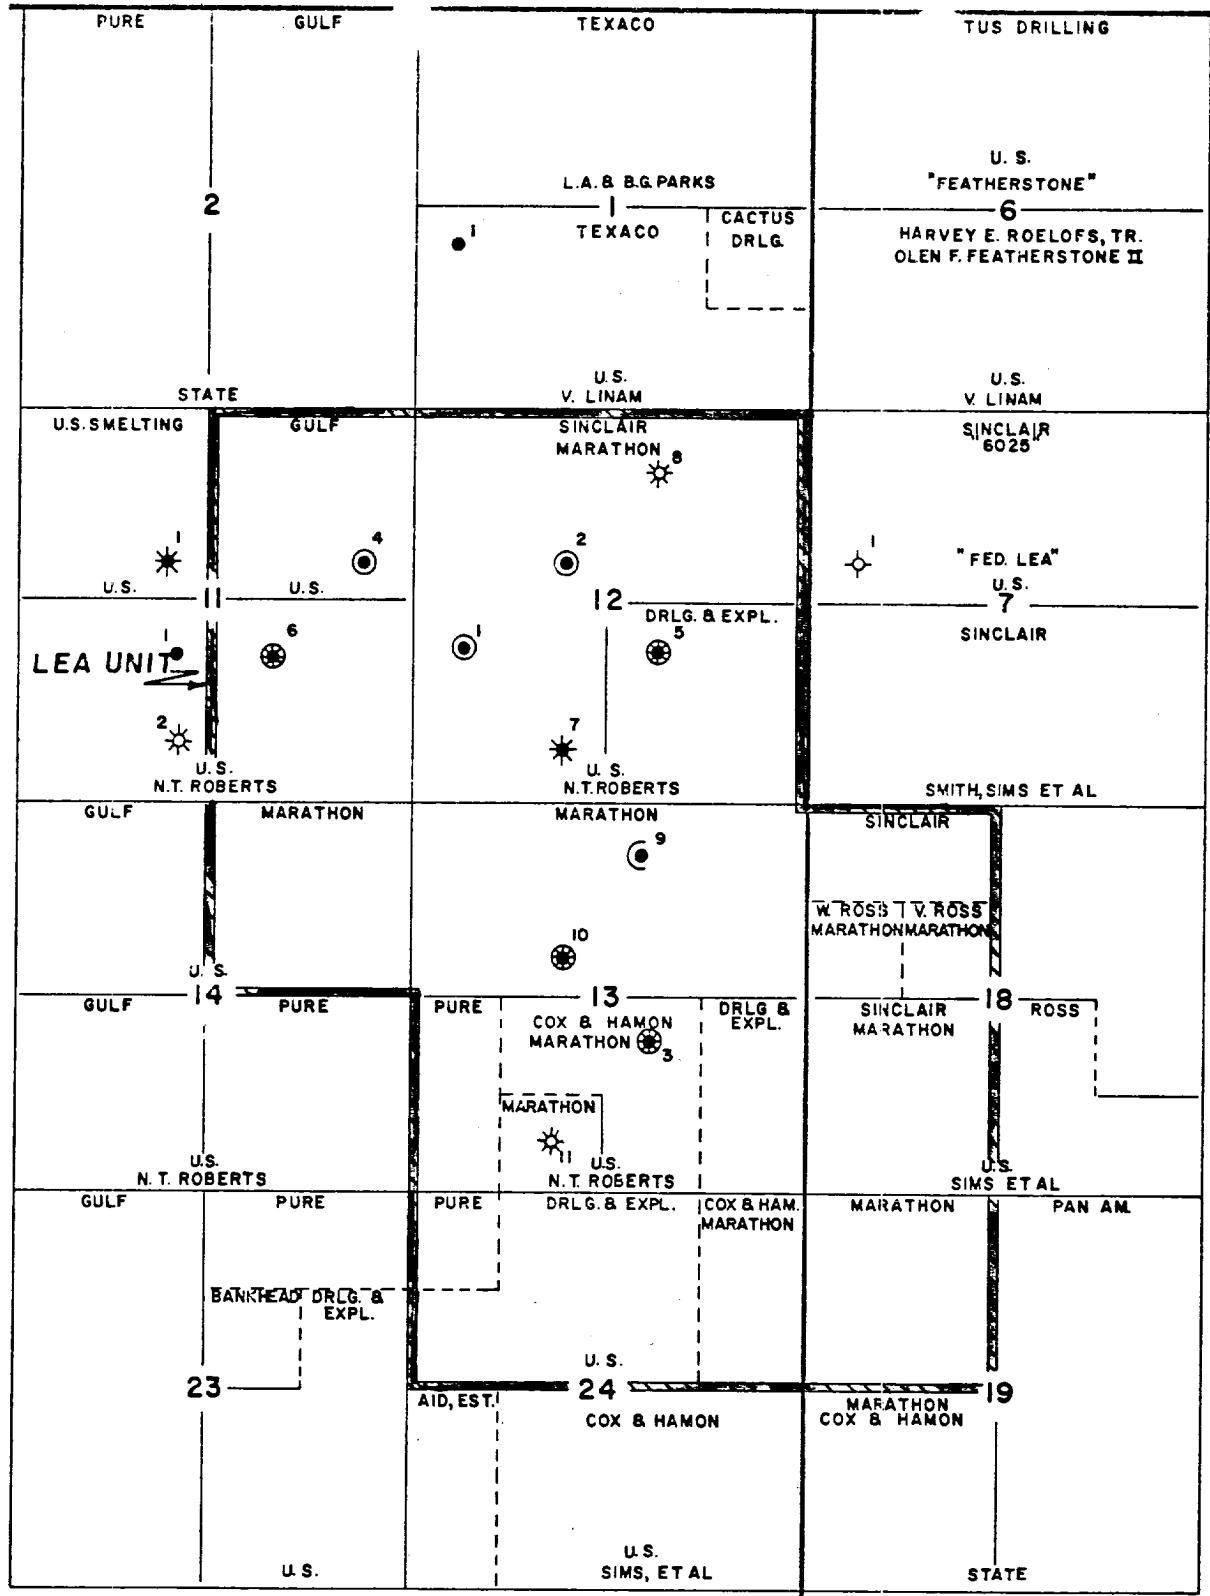 PURE GULF TEXACO TUS DRILLING
U. S.
"FEATHERSTONE"
L.A. & B.G. PARKS
2 1 6
CACTUS
DRLG.
TEXACO
HARVEY E. ROELOFS, TR.
OLEN F. FEATHERSTONE II
1
STATE
U.S.
V. LINAM
U.S.
V. LINAM
U.S. SMELTING GULF SINCLAIR
MARATHON
SINCLAIR
"6025"
8
1 4 2 1
"FED. LEA"
U.S. U.S. U.S.
11 12 7
DRLG. & EXPL.
SINCLAIR
1 6 1 5
LEA UNIT
2 7
U.S.
N.T. ROBERTS
U.S.
N.T. ROBERTS
SMITH, SIMS ET AL
GULF MARATHON MARATHON SINCLAIR
9
W. ROSS V. ROSS
MARATHON MARATHON
10
U.S.
14 13 18
GULF PURE PURE
COX & HAMON
MARATHON
3
DRLG &
EXPL.
SINCLAIR
MARATHON
ROSS
MARATHON
11
U.S.
N.T. ROBERTS
U.S.
N.T. ROBERTS
U.S.
SIMS ET AL
GULF PURE PURE DRLG. & EXPL.
COX & HAM.
MARATHON
MARATHON PAN AM.
BANKHEAD DRLG. &
EXPL.
U.S.
23 24 19
AID, EST.
COX & HAMON
MARATHON
COX & HAMON
U.S.
U.S.
SIMS, ET AL
STATE